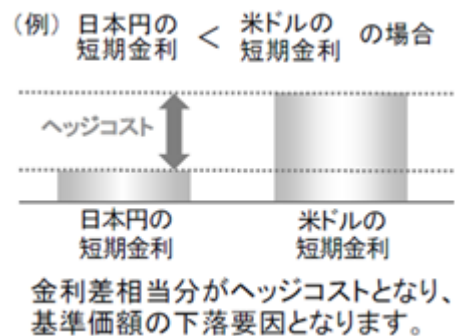 （例）日本円の短期金利 ＜ 米ドルの短期金利 の場合
ヘッジコスト
日本円の
短期金利
米ドルの
短期金利
金利差相当分がヘッジコストとなり、
基準価額の下落要因となります。